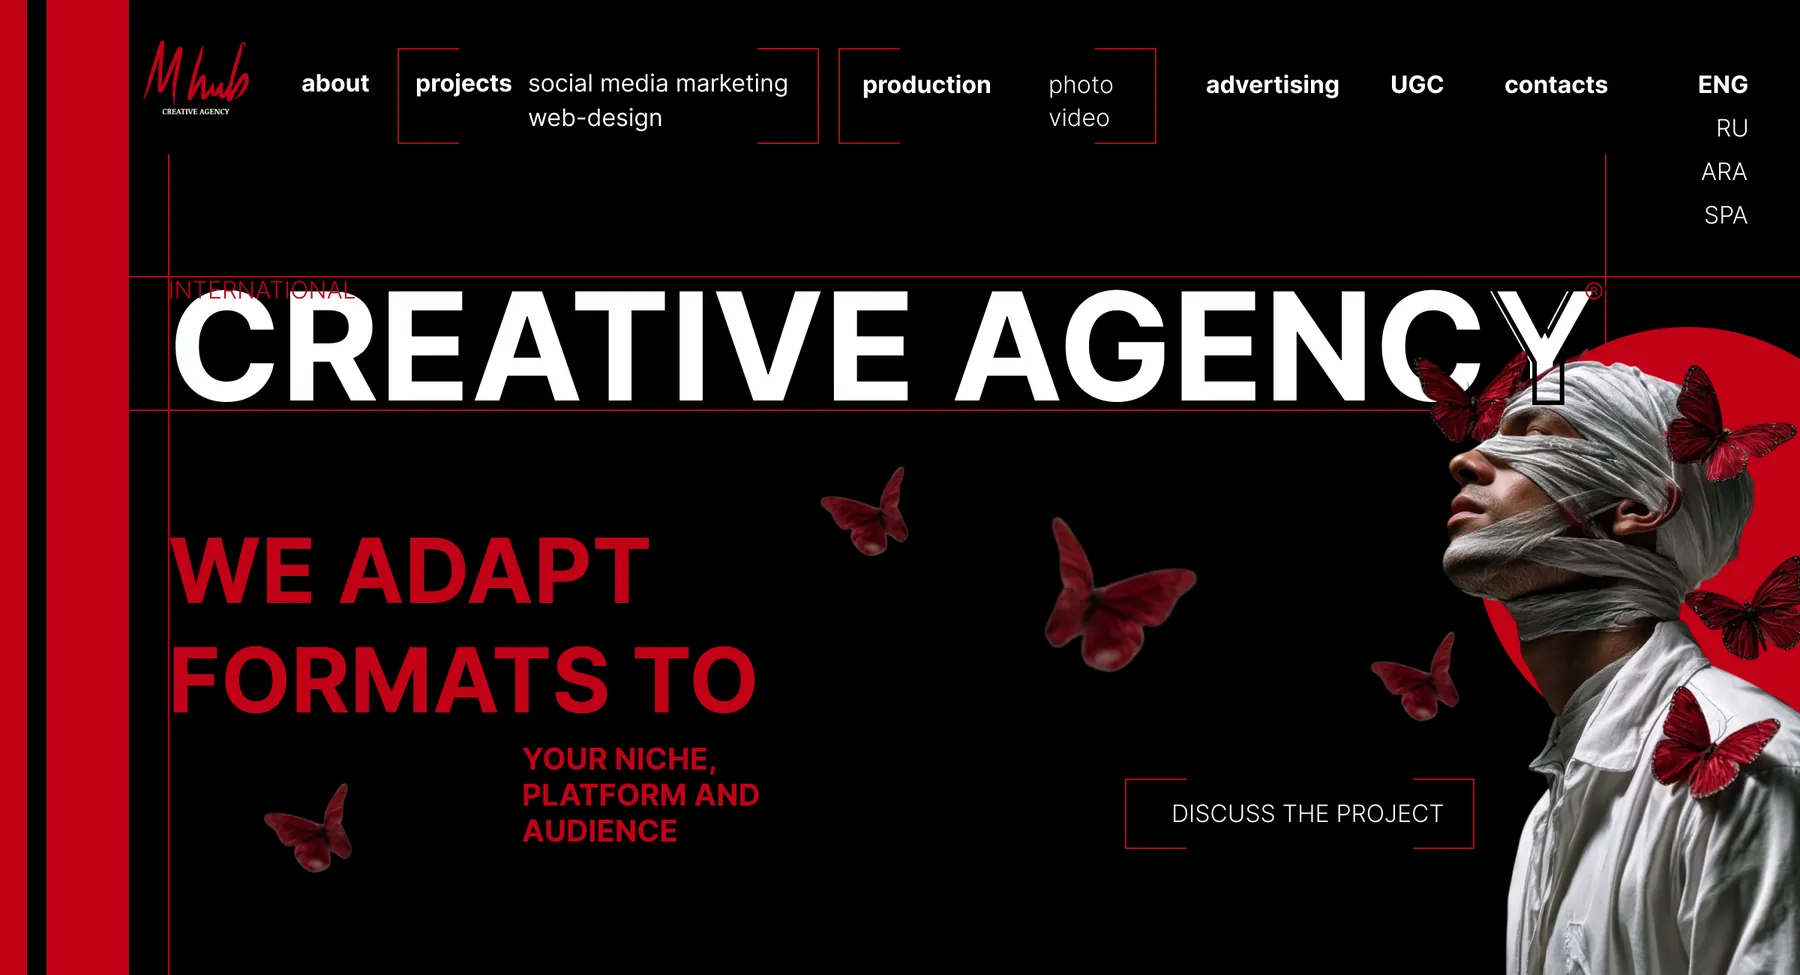 M hub
CREATIVE AGENCY
about
projects social media marketing
web-design
production photo
video
advertising
UGC
contacts
ENG
RU
ARA
SPA
INTERNATIONAL
CREATIVE AGENCY®
WE ADAPT
FORMATS TO
YOUR NICHE,
PLATFORM AND
AUDIENCE
DISCUSS THE PROJECT